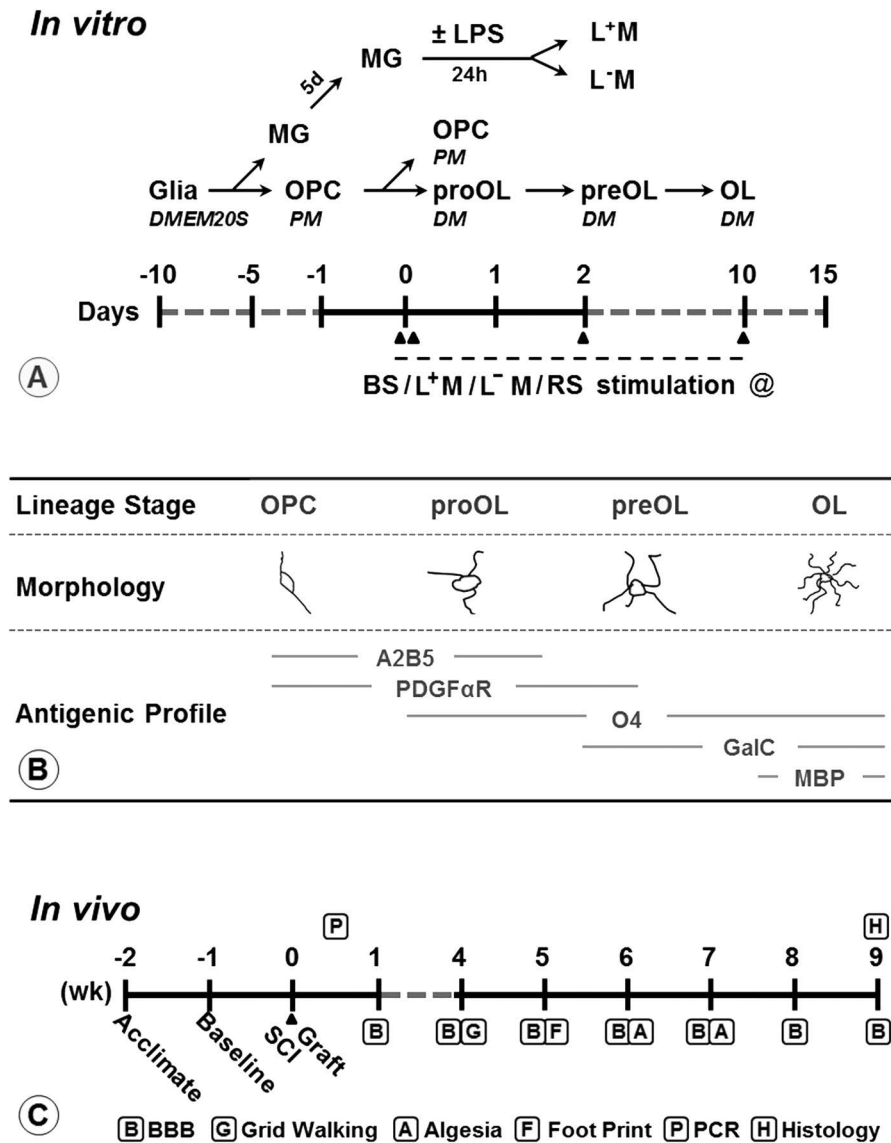 In vitro
± LPS
L⁺M
MG
24h
L⁻M
5d
MG
OPC
PM
Glia
OPC
proOL
preOL
OL
DMEM20S
PM
DM
DM
DM
-10 -5 -1 0 1 2 10 15
Days
A
BS/L⁺M/L⁻M/RS stimulation @
Lineage Stage OPC proOL preOL OL
Morphology
A2B5
PDGFαR
Antigenic Profile
O4
GalC
B
MBP
In vivo
P H
-2 -1 0 1 4 5 6 7 8 9
(wk)
Acclimate Baseline SCI Graft
B B G B F B A B A B B
C
B BBB G Grid Walking A Algesia F Foot Print P PCR H Histology